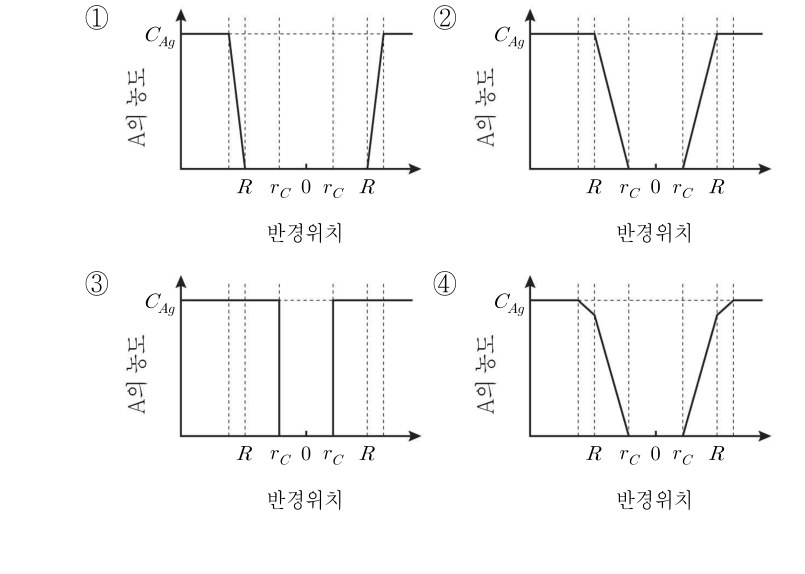 ① C_Ag A의 농도 R r_C 0 r_C R 반경위치
② C_Ag A의 농도 R r_C 0 r_C R 반경위치
③ C_Ag A의 농도 R r_C 0 r_C R 반경위치
④ C_Ag A의 농도 R r_C 0 r_C R 반경위치